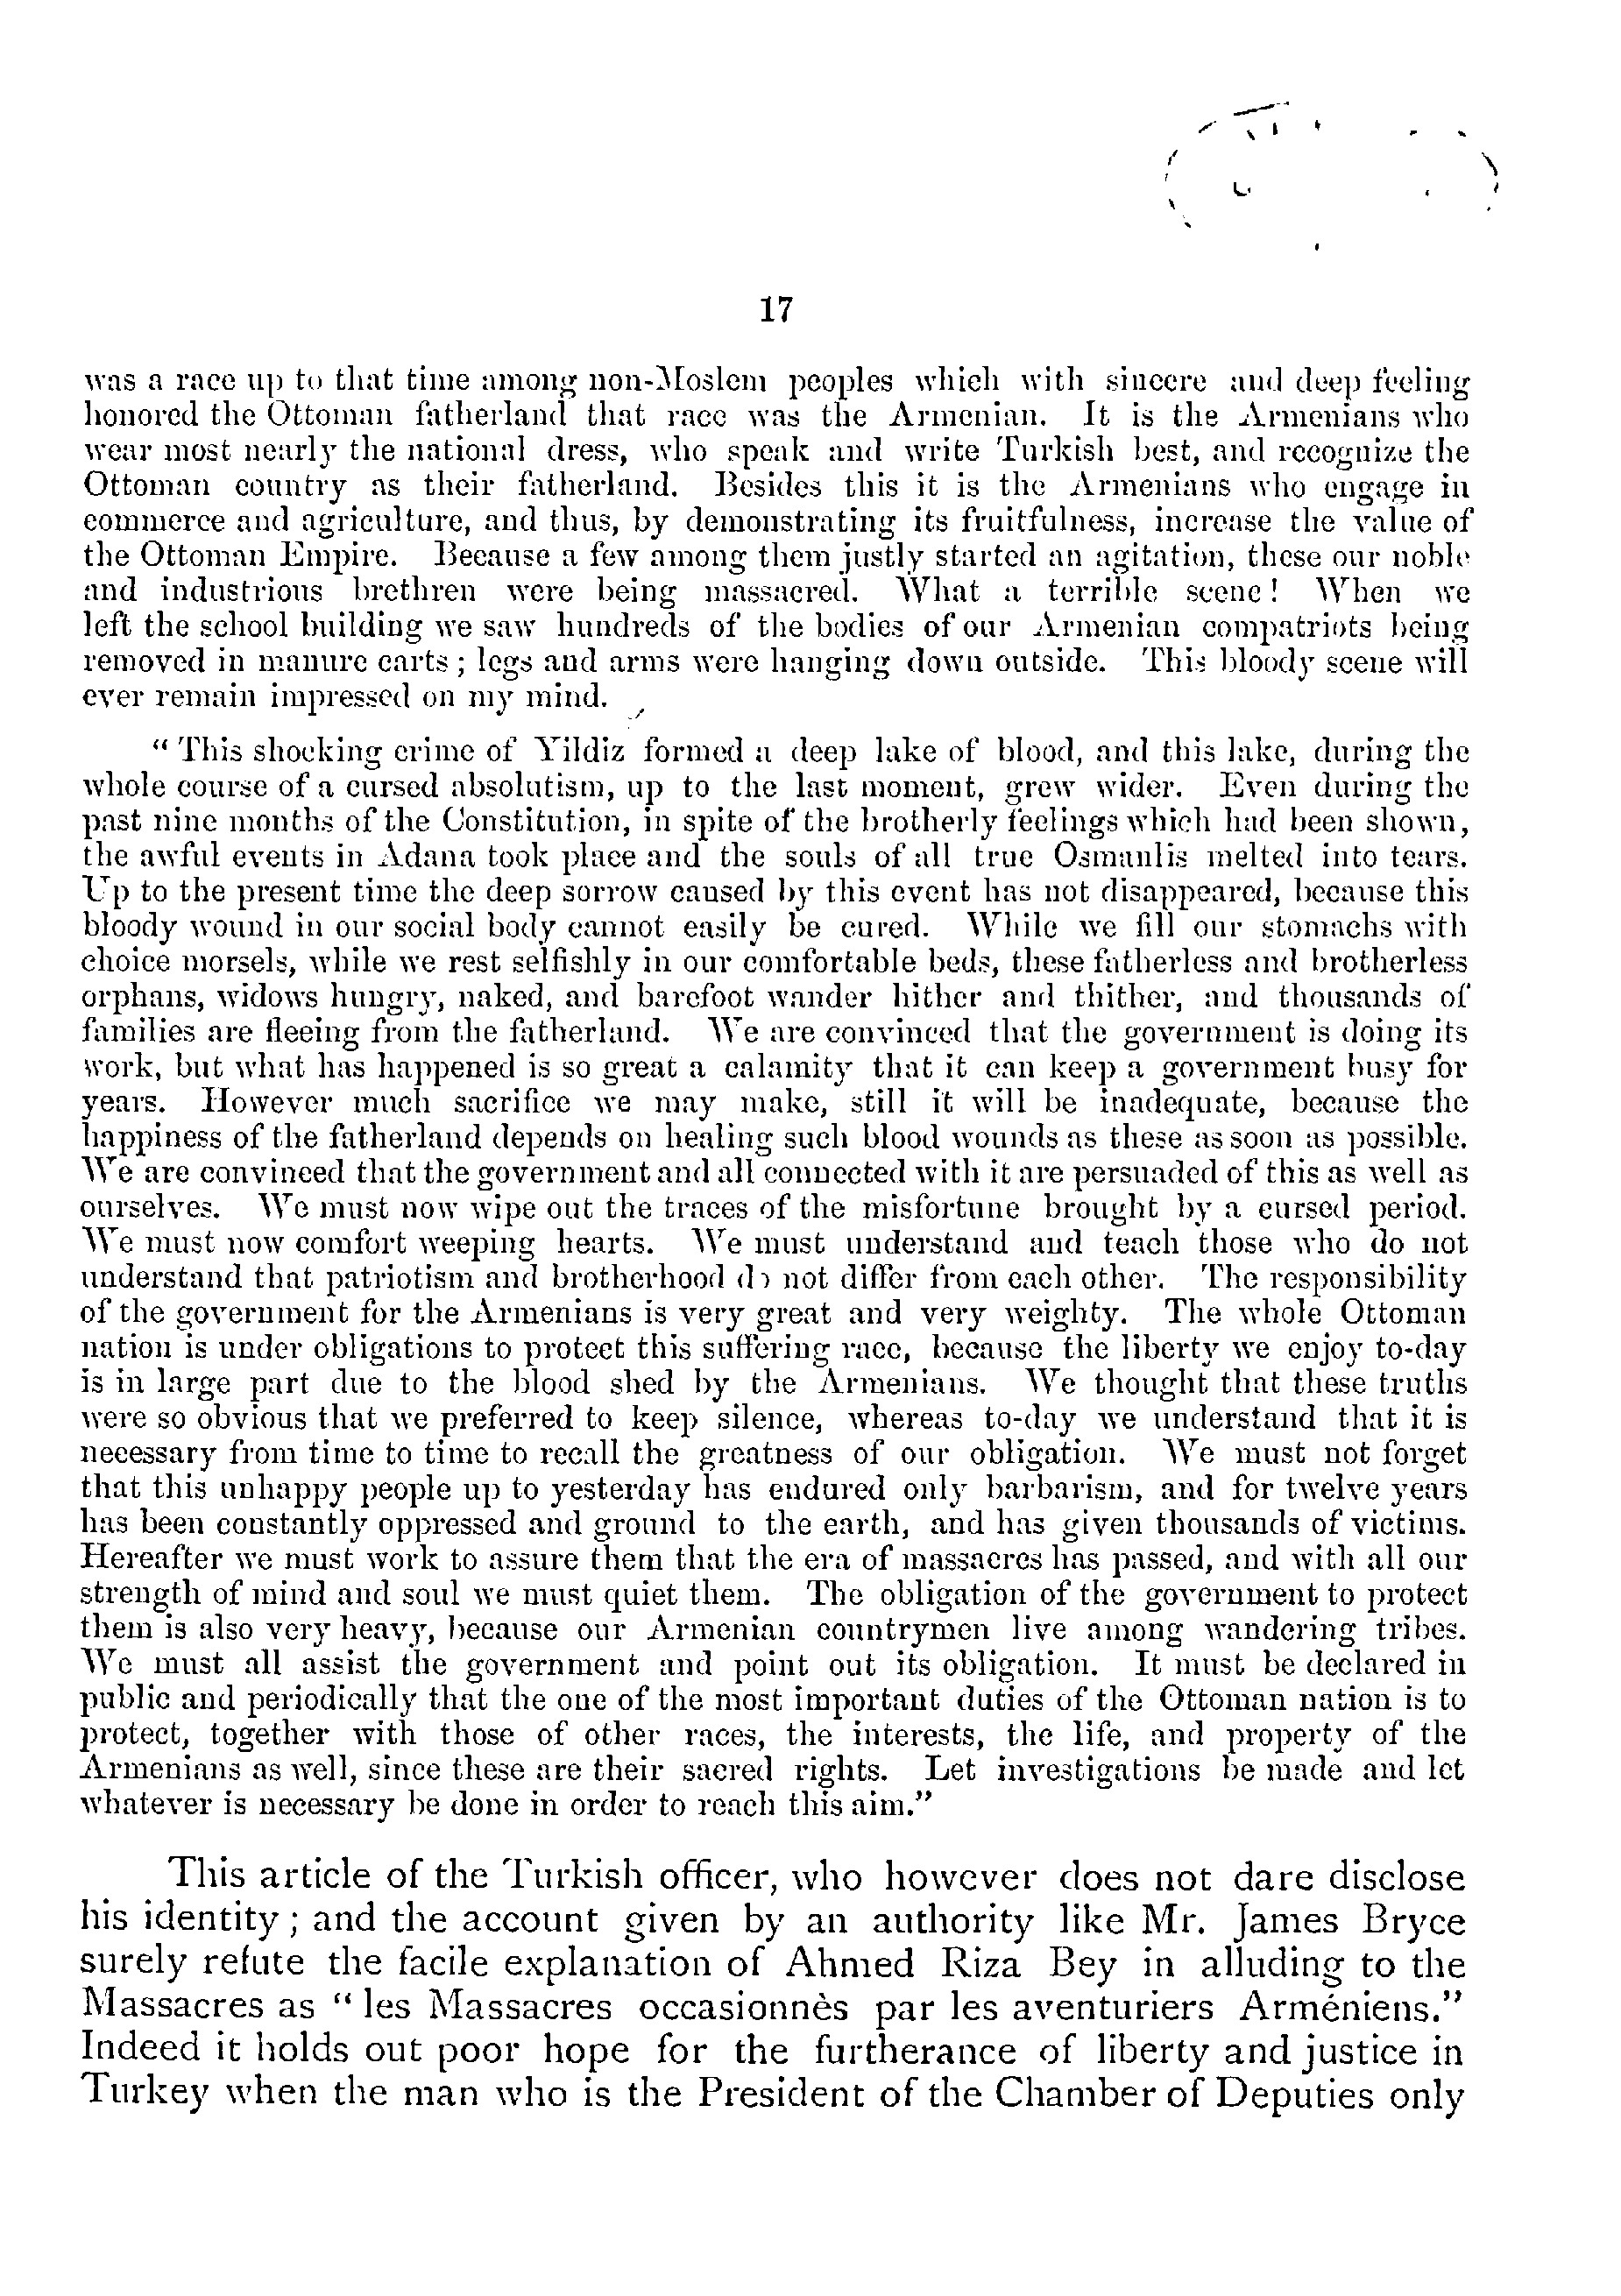 17
was a race up to that time among non-Moslem peoples which with sincere and deep feeling
honored the Ottoman fatherland that race was the Armenian. It is the Armenians who
wear most nearly the national dress, who speak and write Turkish best, and recognize the
Ottoman country as their fatherland. Besides this it is the Armenians who engage in
commerce and agriculture, and thus, by demonstrating its fruitfulness, increase the value of
the Ottoman Empire. Because a few among them justly started an agitation, these our noble
and industrious brethren were being massacred. What a terrible scene! When we
left the school building we saw hundreds of the bodies of our Armenian compatriots being
removed in manure carts; legs and arms were hanging down outside. This bloody scene will
ever remain impressed on my mind.
“This shocking crime of Yildiz formed a deep lake of blood, and this lake, during the
whole course of a cursed absolutism, up to the last moment, grew wider. Even during the
past nine months of the Constitution, in spite of the brotherly feelings which had been shown,
the awful events in Adana took place and the souls of all true Osmanlis melted into tears.
Up to the present time the deep sorrow caused by this event has not disappeared, because this
bloody wound in our social body cannot easily be cured. While we fill our stomachs with
choice morsels, while we rest selfishly in our comfortable beds, these fatherless and brotherless
orphans, widows hungry, naked, and barefoot wander hither and thither, and thousands of
families are fleeing from the fatherland. We are convinced that the government is doing its
work, but what has happened is so great a calamity that it can keep a government busy for
years. However much sacrifice we may make, still it will be inadequate, because the
happiness of the fatherland depends on healing such blood wounds as these as soon as possible.
We are convinced that the government and all connected with it are persuaded of this as well as
ourselves. We must now wipe out the traces of the misfortune brought by a cursed period.
We must now comfort weeping hearts. We must understand and teach those who do not
understand that patriotism and brotherhood do not differ from each other. The responsibility
of the government for the Armenians is very great and very weighty. The whole Ottoman
nation is under obligations to protect this suffering race, because the liberty we enjoy to-day
is in large part due to the blood shed by the Armenians. We thought that these truths
were so obvious that we preferred to keep silence, whereas to-day we understand that it is
necessary from time to time to recall the greatness of our obligation. We must not forget
that this unhappy people up to yesterday has endured only barbarism, and for twelve years
has been constantly oppressed and ground to the earth, and has given thousands of victims.
Hereafter we must work to assure them that the era of massacres has passed, and with all our
strength of mind and soul we must quiet them. The obligation of the government to protect
them is also very heavy, because our Armenian countrymen live among wandering tribes.
We must all assist the government and point out its obligation. It must be declared in
public and periodically that the one of the most important duties of the Ottoman nation is to
protect, together with those of other races, the interests, the life, and property of the
Armenians as well, since these are their sacred rights. Let investigations be made and let
whatever is necessary be done in order to reach this aim.”
This article of the Turkish officer, who however does not dare disclose
his identity; and the account given by an authority like Mr. James Bryce
surely refute the facile explanation of Ahmed Riza Bey in alluding to the
Massacres as “les Massacres occasionnès par les aventuriers Arméniens.”
Indeed it holds out poor hope for the furtherance of liberty and justice in
Turkey when the man who is the President of the Chamber of Deputies only